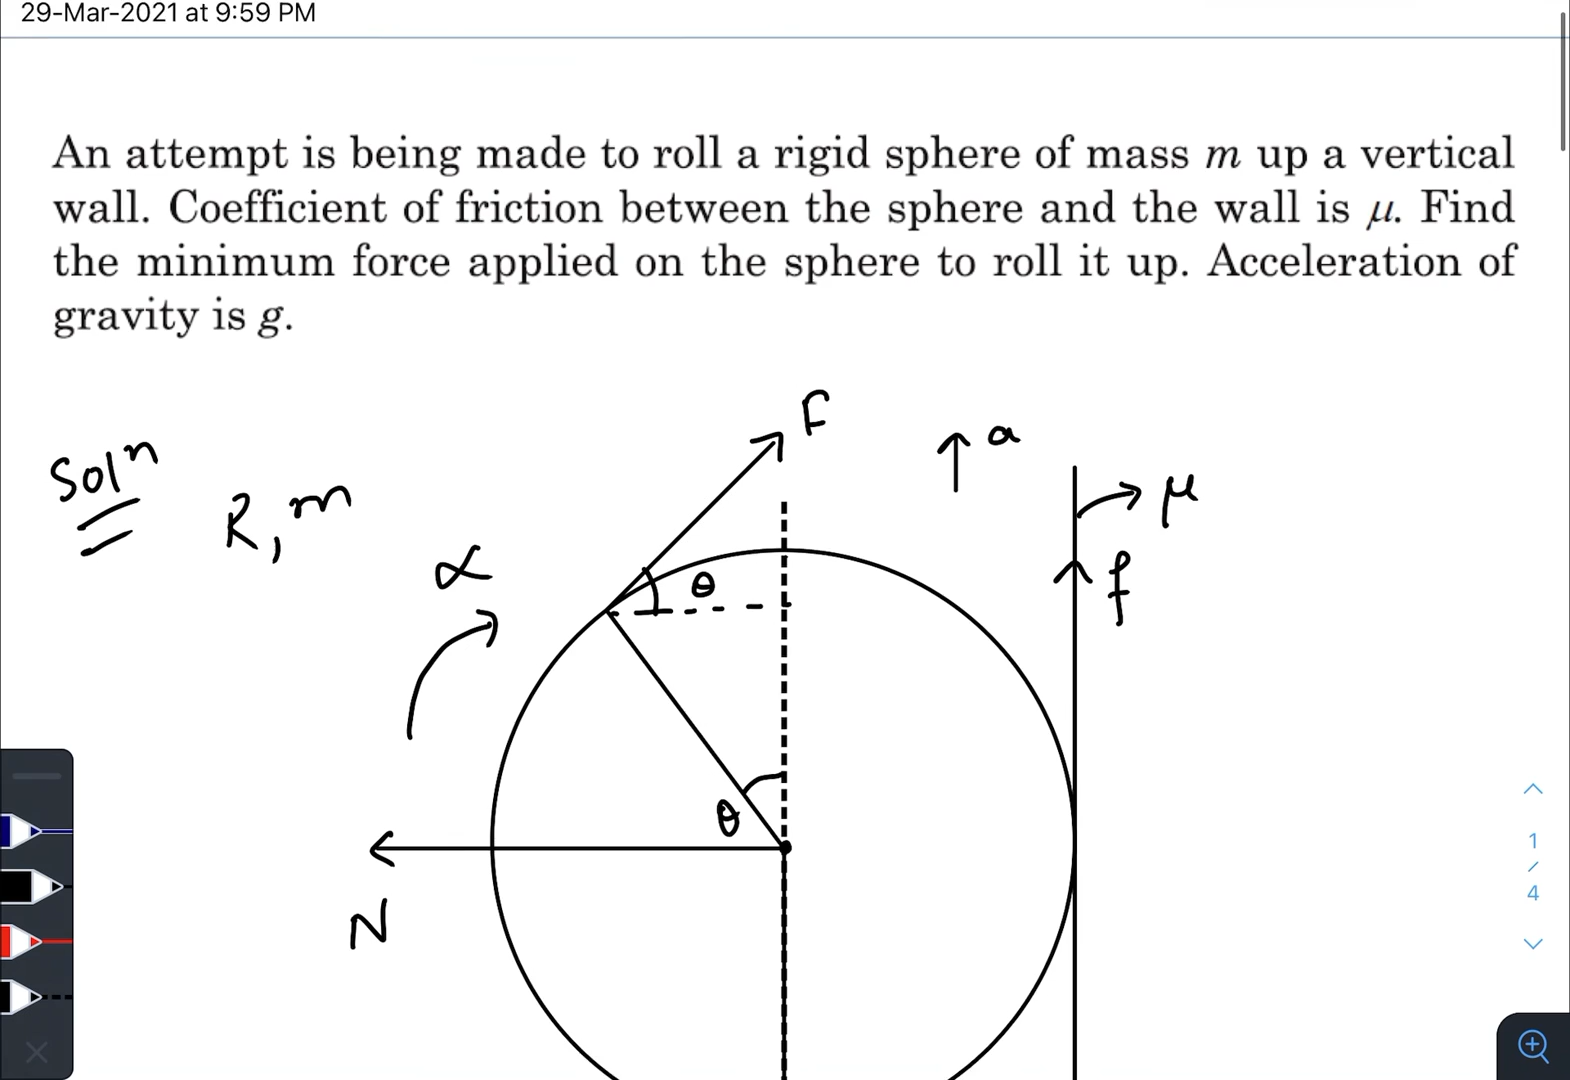 29-Mar-2021 at 9:59 PM
An attempt is being made to roll a rigid sphere of mass m up a vertical
wall. Coefficient of friction between the sphere and the wall is μ. Find
the minimum force applied on the sphere to roll it up. Acceleration of
gravity is g.
F
a
Solⁿ
R, m
μ
α
θ
f
θ
N
1
/
4